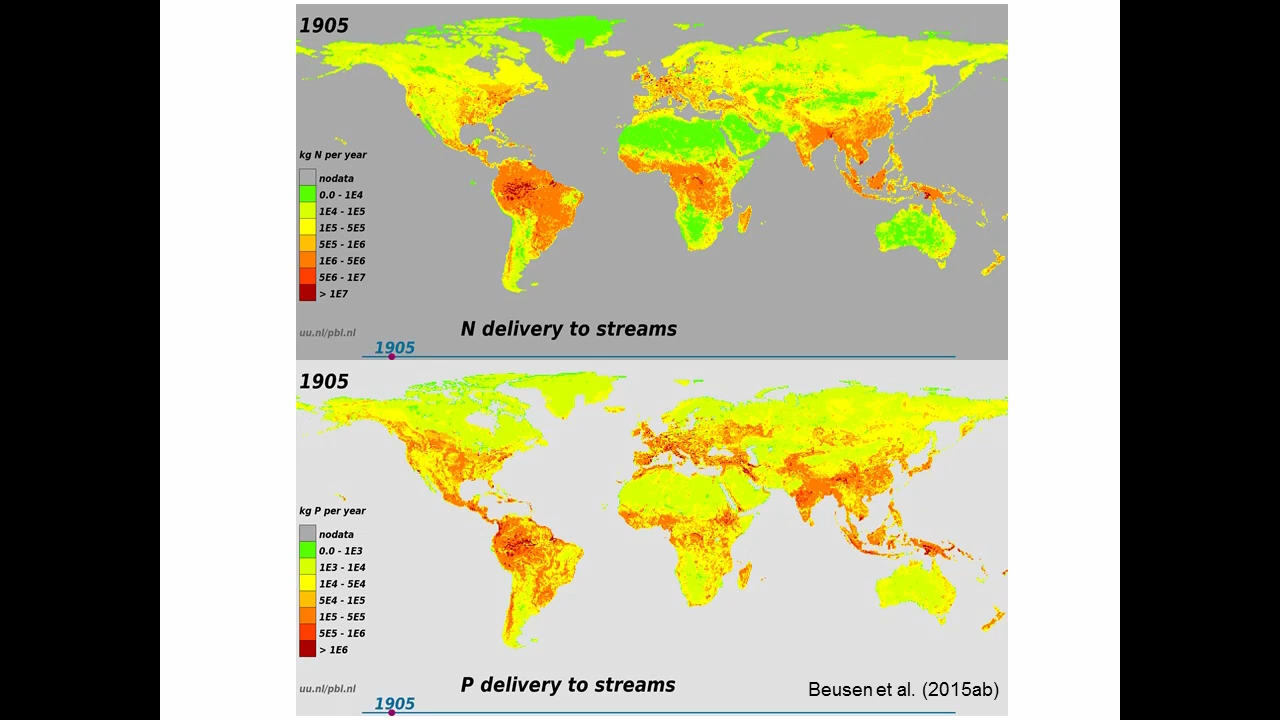 1905
kg N per year
nodata
0.0 - 1E4
1E4 - 1E5
1E5 - 5E5
5E5 - 1E6
1E6 - 5E6
5E6 - 1E7
> 1E7
uu.nl/pbl.nl
N delivery to streams
1905
1905
kg P per year
nodata
0.0 - 1E3
1E3 - 1E4
1E4 - 5E4
5E4 - 1E5
1E5 - 5E5
5E5 - 1E6
> 1E6
uu.nl/pbl.nl
P delivery to streams
Beusen et al. (2015ab)
1905